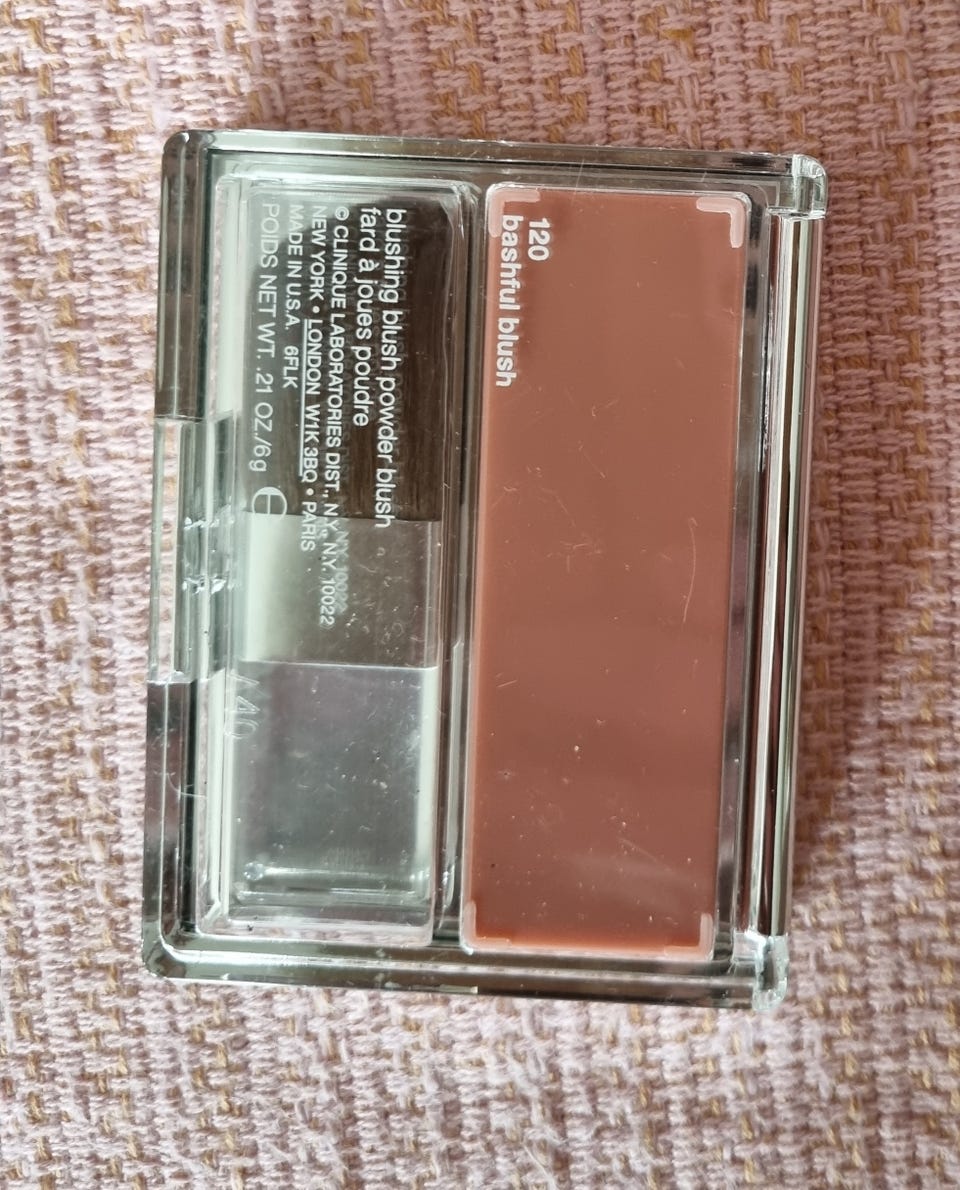 120
bashful blush
blushing blush powder blush
fard à joues poudre
© CLINIQUE LABORATORIES DIST., N.Y., N.Y. 10022
NEW YORK • LONDON W1K 3BQ • PARIS
MADE IN U.S.A. 6FLK
POIDS NET WT. .21 OZ./6g ℮